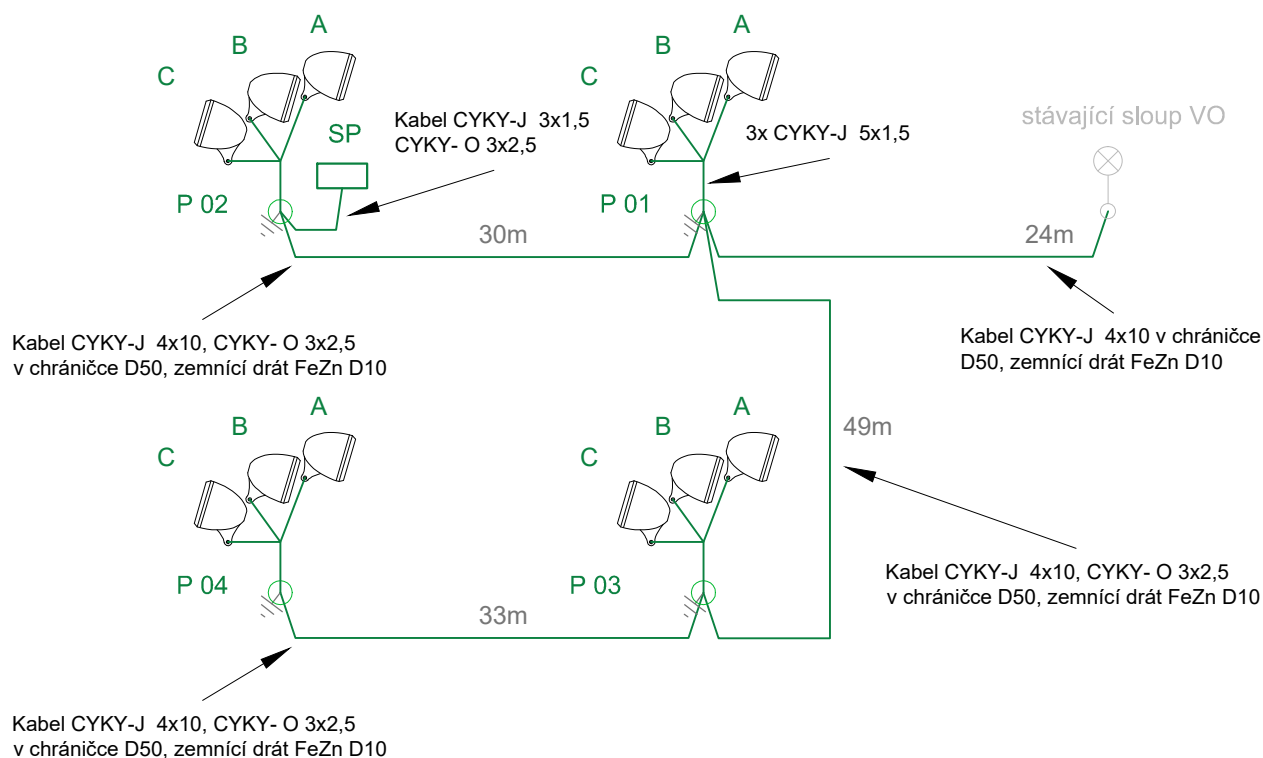 A
B
C
SP
P 02
Kabel CYKY-J 3x1,5
CYKY- O 3x2,5
A
B
C
P 01
3x CYKY-J 5x1,5
stávající sloup VO
30m
24m
Kabel CYKY-J 4x10, CYKY- O 3x2,5
v chráničce D50, zemnící drát FeZn D10
Kabel CYKY-J 4x10 v chráničce
D50, zemnící drát FeZn D10
A
B
C
P 04
A
B
C
P 03
49m
33m
Kabel CYKY-J 4x10, CYKY- O 3x2,5
v chráničce D50, zemnící drát FeZn D10
Kabel CYKY-J 4x10, CYKY- O 3x2,5
v chráničce D50, zemnící drát FeZn D10